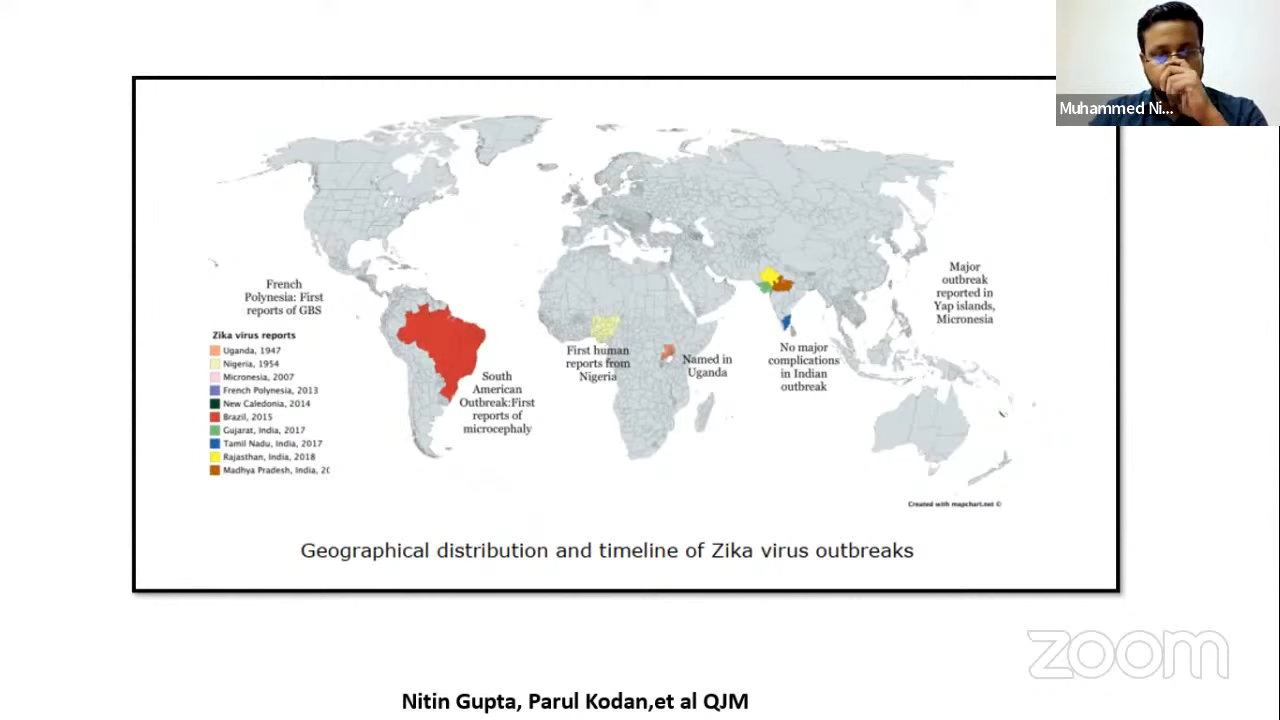 Muhammed Ni...
French
Polynesia: First
reports of GBS
Zika virus reports
Uganda, 1947
Nigeria, 1954
Micronesia, 2007
French Polynesia, 2013
New Caledonia, 2014
Brazil, 2015
Gujarat, India, 2017
Tamil Nadu, India, 2017
Rajasthan, India, 2018
Madhya Pradesh, India, 20
South
American
Outbreak:First
reports of
microcephaly
First human
reports from
Nigeria
Named in
Uganda
No major
complications
in Indian
outbreak
Major
outbreak
reported in
Yap islands,
Micronesia
Created with mapchart.net ©
Geographical distribution and timeline of Zika virus outbreaks
zoom
Nitin Gupta, Parul Kodan,et al QJM